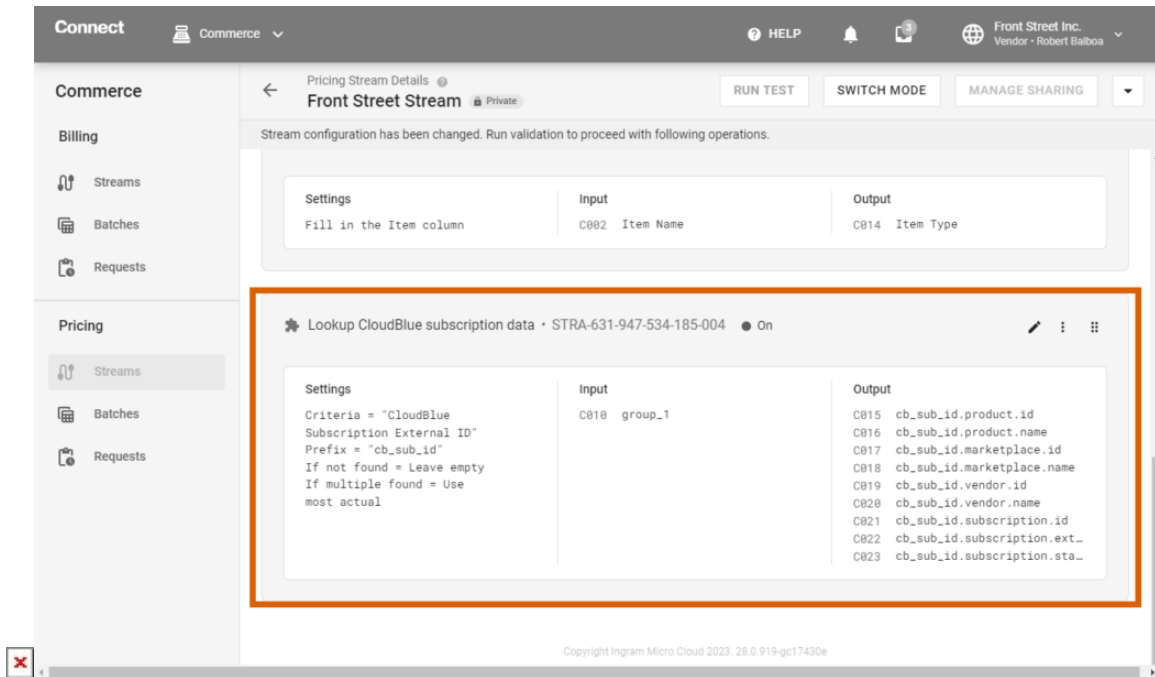 Connect
Commerce
HELP
3
Front Street Inc.
Vendor • Robert Balboa
Commerce
Billing
Streams
Batches
Requests
Pricing
Streams
Batches
Requests
Pricing Stream Details
Front Street Stream
Private
RUN TEST
SWITCH MODE
MANAGE SHARING
Stream configuration has been changed. Run validation to proceed with following operations.
Settings
Fill in the Item column
Input
C002 Item Name
Output
C014 Item Type
Lookup CloudBlue subscription data • STRA-631-947-534-185-004 On
Settings
Criteria = "CloudBlue
Subscription External ID"
Prefix = "cb_sub_id"
If not found = Leave empty
If multiple found = Use
most actual
Input
C010 group_1
Output
C015 cb_sub_id.product.id
C016 cb_sub_id.product.name
C017 cb_sub_id.marketplace.id
C018 cb_sub_id.marketplace.name
C019 cb_sub_id.vendor.id
C020 cb_sub_id.vendor.name
C021 cb_sub_id.subscription.id
C022 cb_sub_id.subscription.ext…
C023 cb_sub_id.subscription.sta…
Copyright Ingram Micro Cloud 2023. 28.0.919-gc17430e